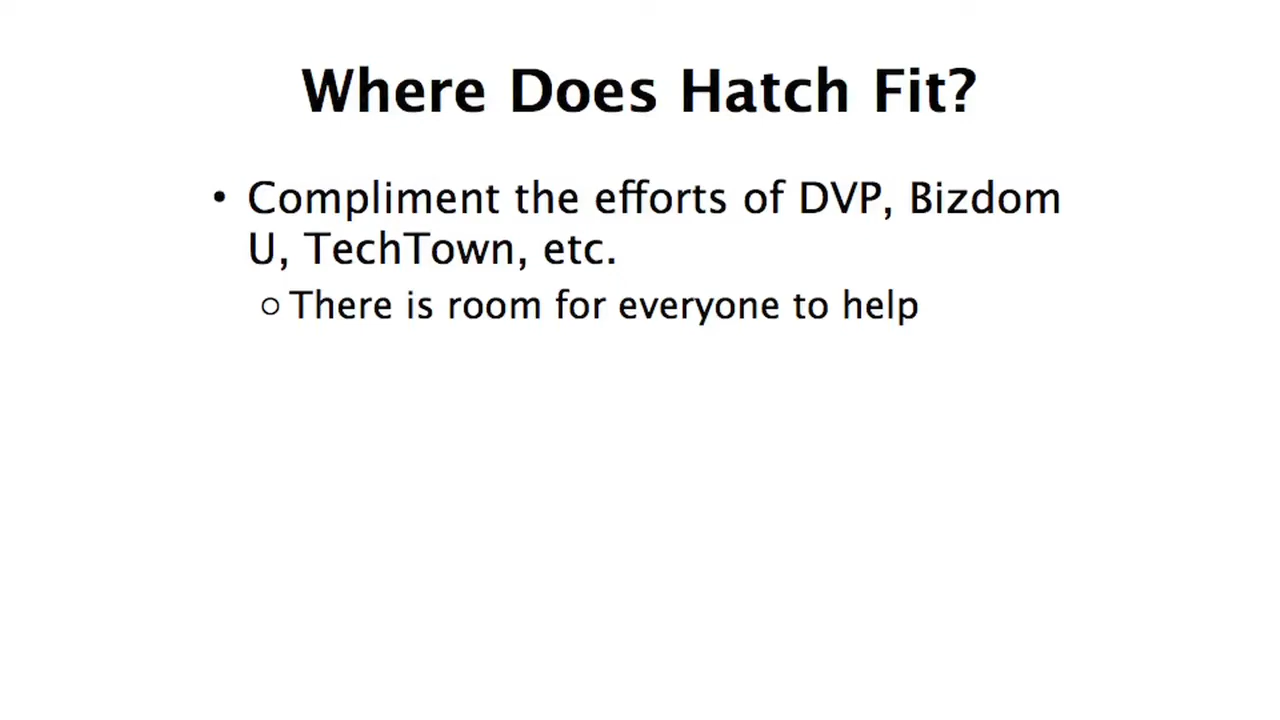 Where Does Hatch Fit?
• Compliment the efforts of DVP, Bizdom
U, TechTown, etc.
○ There is room for everyone to help